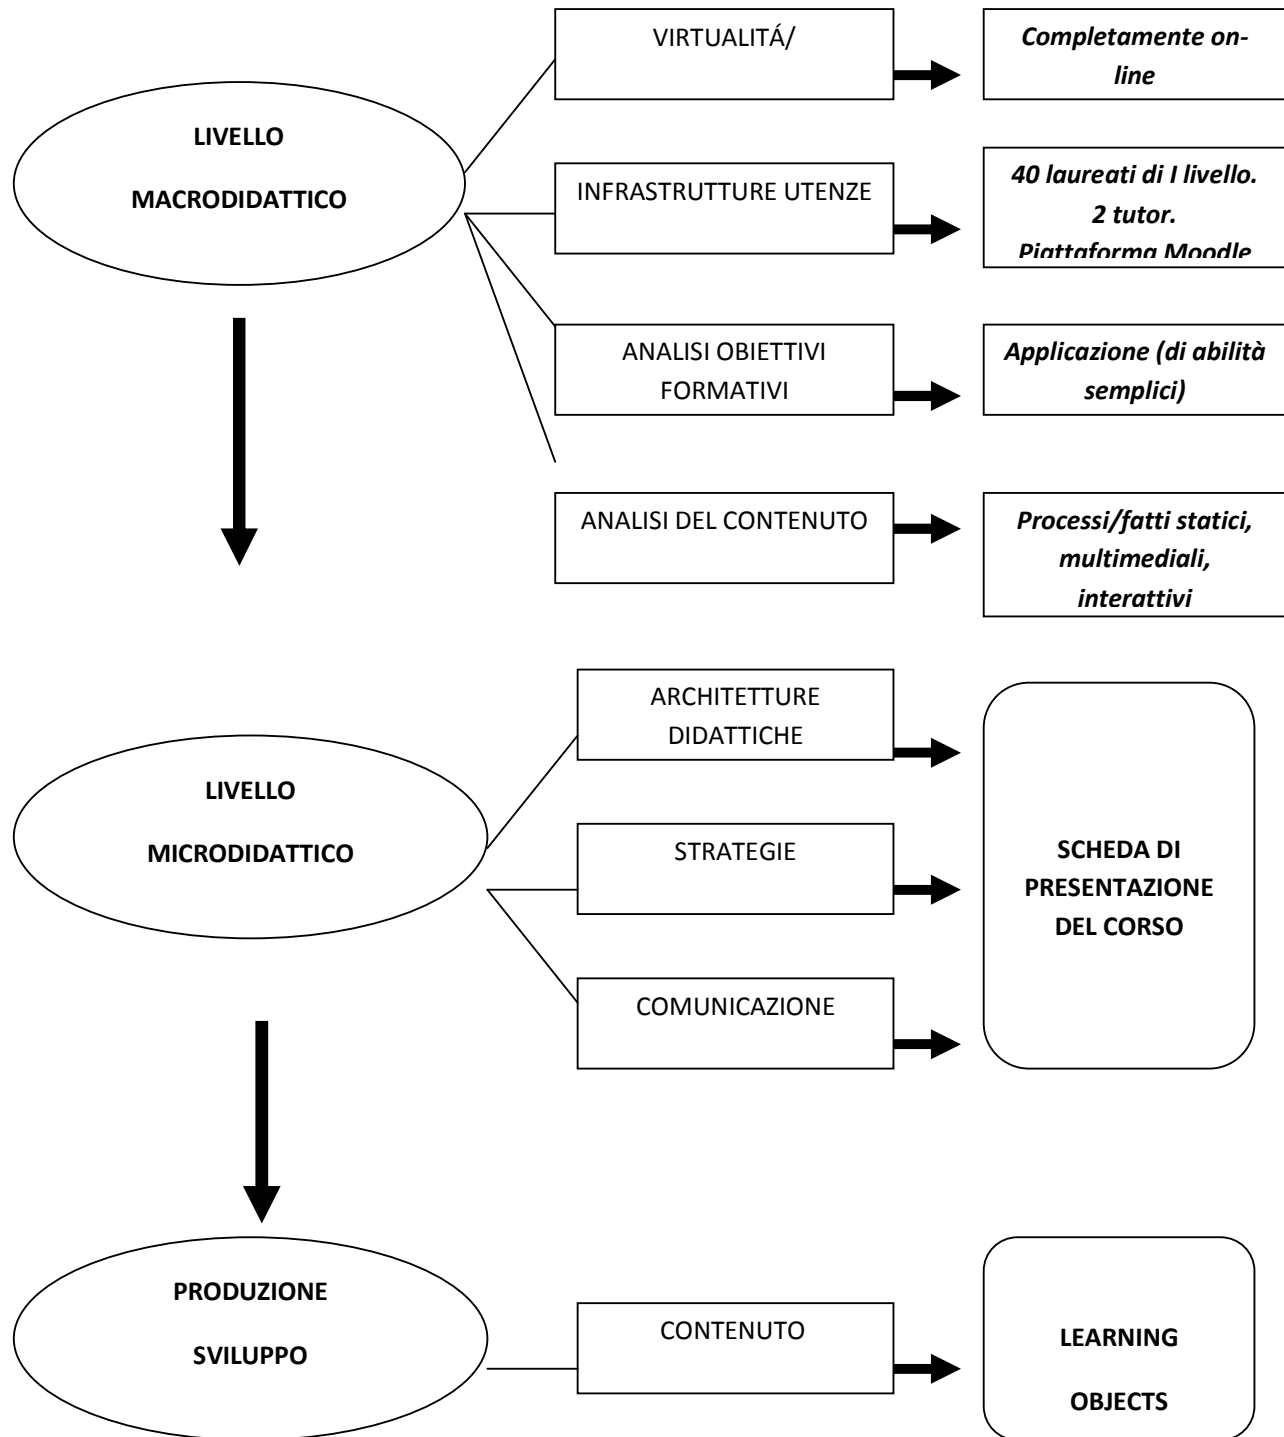 VIRTUALITÁ/
Completamente on-
line
LIVELLO
MACRODIDATTICO
INFRASTRUTTURE UTENZE
40 laureati di I livello.
2 tutor.
Piattaforma Moodle
ANALISI OBIETTIVI
FORMATIVI
Applicazione (di abilità
semplici)
ANALISI DEL CONTENUTO
Processi/fatti statici,
multimediali,
interattivi
LIVELLO
MICRODIDATTICO
ARCHITETTURE
DIDATTICHE
STRATEGIE
COMUNICAZIONE
SCHEDA DI
PRESENTAZIONE
DEL CORSO
PRODUZIONE
SVILUPPO
CONTENUTO
LEARNING
OBJECTS